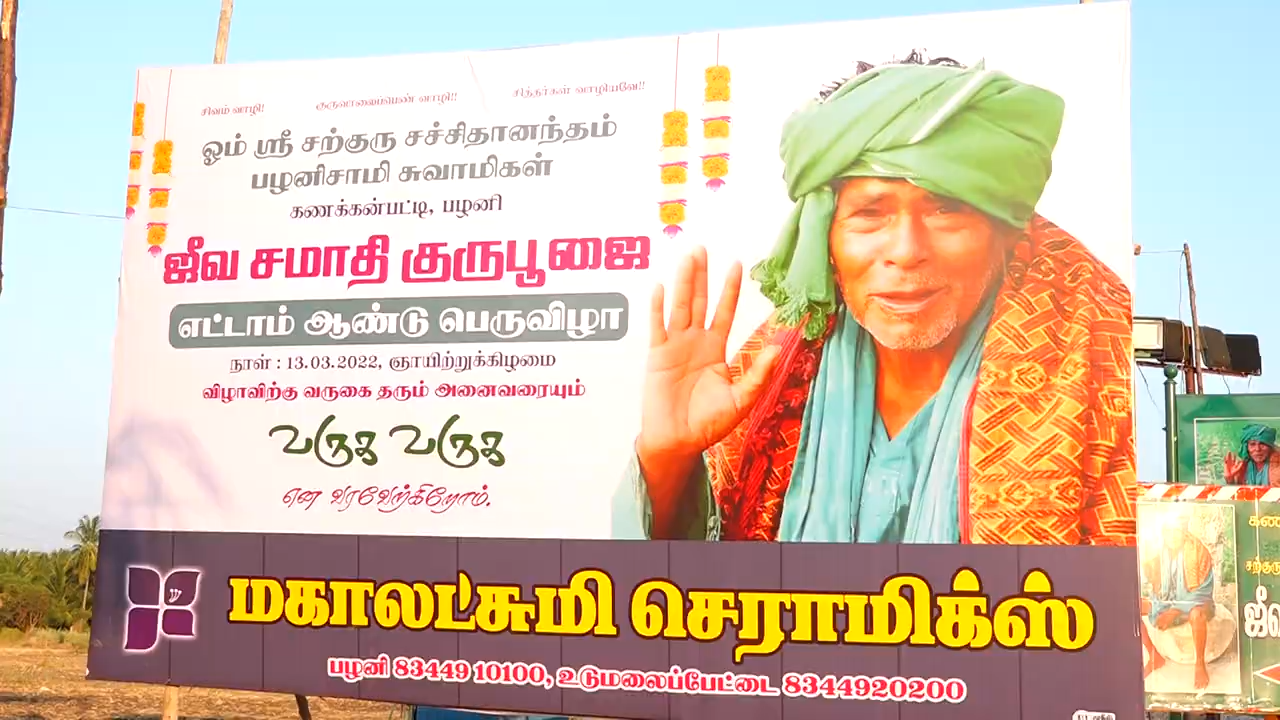 சிவம் வாழி! குருவாலைப்பெண் வாழி!! சித்தர்கள் வாழியவே!!
ஓம் ஸ்ரீ சற்குரு சச்சிதானந்தம்
பழனிசாமி சுவாமிகள்
கணக்கன்பட்டி, பழனி
ஜீவ சமாதி குருபூஜை
எட்டாம் ஆண்டு பெருவிழா
நாள் : 13.03.2022, ஞாயிற்றுக்கிழமை
விழாவிற்கு வருகை தரும் அனைவரையும்
வருக வருக
என வரவேற்கிறோம்.
மகாலட்சுமி செராமிக்ஸ்
பழனி 83449 10100, உடுமலைப்பேட்டை 8344920200